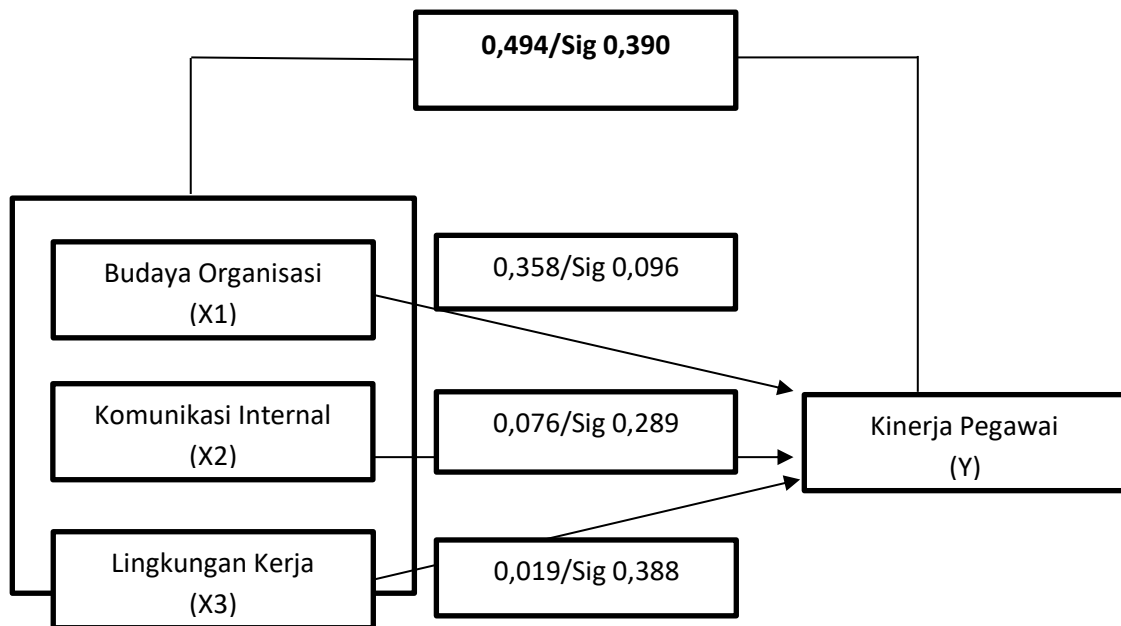 0,494/Sig 0,390
Budaya Organisasi
(X1)
0,358/Sig 0,096
Komunikasi Internal
(X2)
0,076/Sig 0,289
Kinerja Pegawai
(Y)
Lingkungan Kerja
(X3)
0,019/Sig 0,388